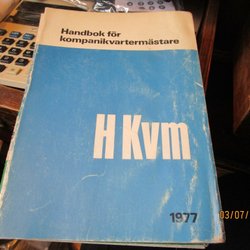 Handbok för
kompanikvartermästare
H Kvm
1977
03/07/